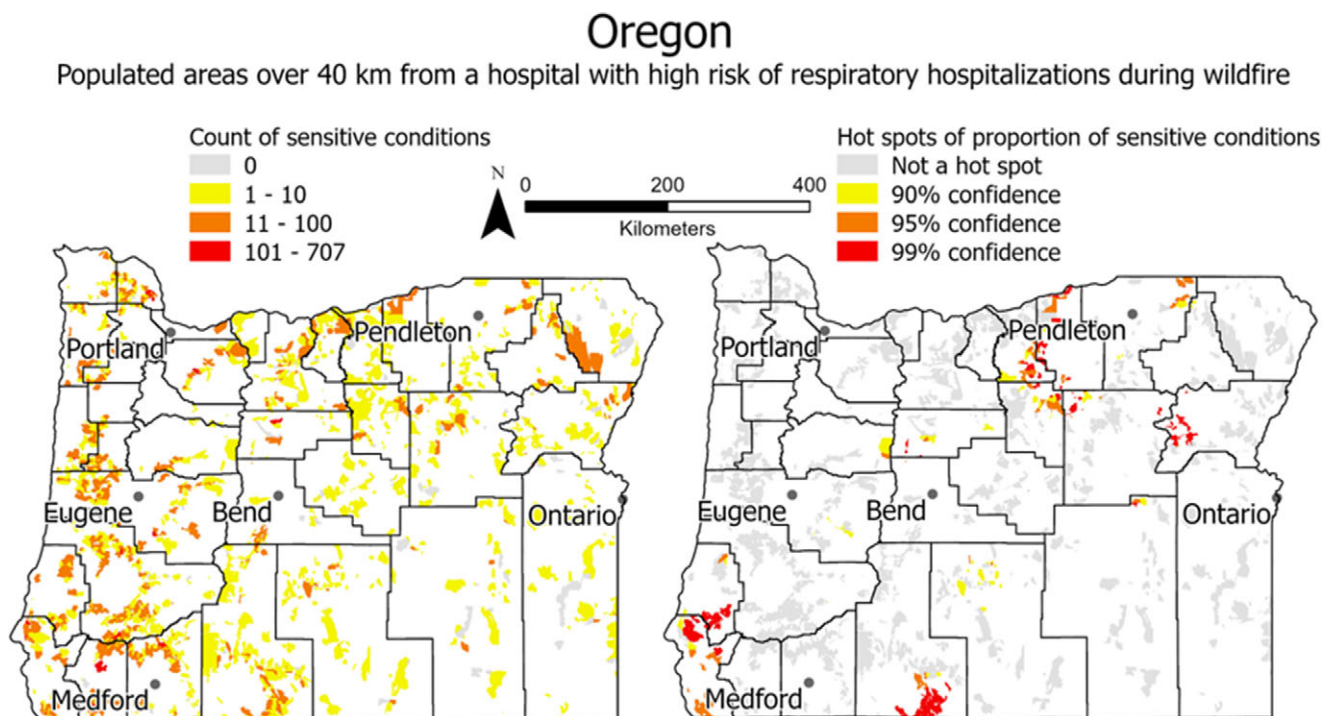 Oregon
Populated areas over 40 km from a hospital with high risk of respiratory hospitalizations during wildfire
Count of sensitive conditions
0
1 - 10
11 - 100
101 - 707
N
0 200 400
Kilometers
Hot spots of proportion of sensitive conditions
Not a hot spot
90% confidence
95% confidence
99% confidence
Portland
Pendleton
Eugene
Bend
Ontario
Medford
Portland
Pendleton
Eugene
Bend
Ontario
Medford